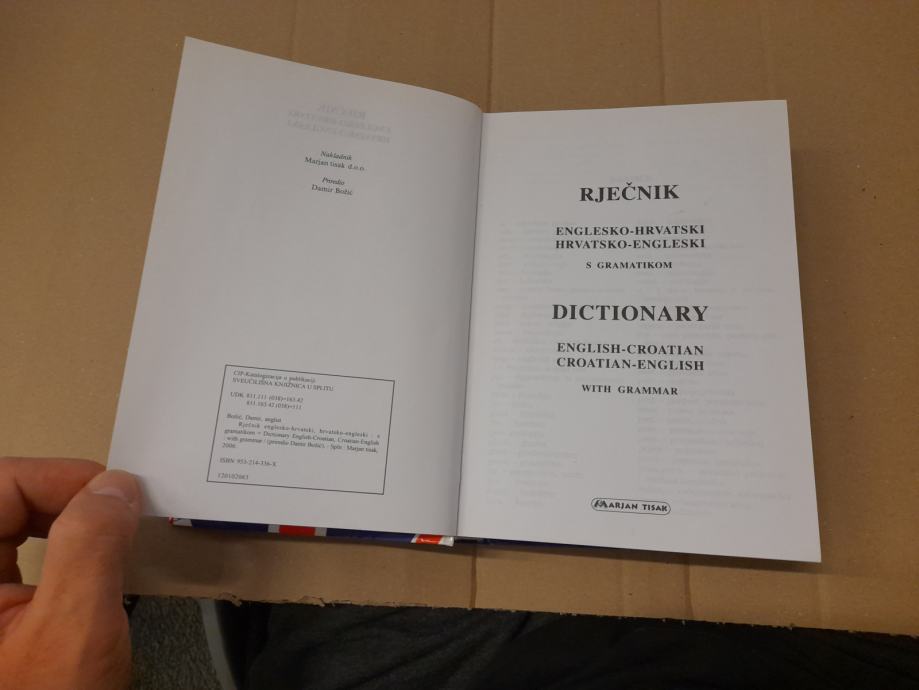 Nakladnik
Marjan tisak d.o.o.
Priredio
Damir Božić
CIP-Katalogizacija u publikaciji
SVEUČILIŠNA KNJIŽNICA U SPLITU
UDK 811.111 (038)=163.42
811.163.42 (038)=111
Božić, Damir, anglist
Rječnik englesko-hrvatski, hrvatsko-engleski : s
gramatikom = Dictionary English-Croatian, Croatian-English
: with grammar / (priredio Damir Božić). - Split : Marjan tisak,
2006.
ISBN 953-214-336-X
120102083
RJEČNIK
ENGLESKO-HRVATSKI
HRVATSKO-ENGLESKI
S GRAMATIKOM
DICTIONARY
ENGLISH-CROATIAN
CROATIAN-ENGLISH
WITH GRAMMAR
MARJAN TISAK